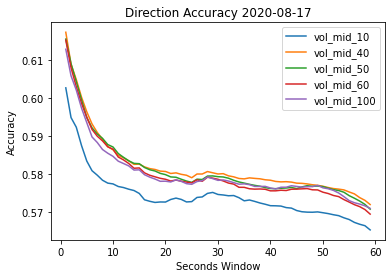 Direction Accuracy 2020-08-17
vol_mid_10
vol_mid_40
vol_mid_50
vol_mid_60
vol_mid_100
Accuracy
0.61
0.60
0.59
0.58
0.57
0 10 20 30 40 50 60
Seconds Window